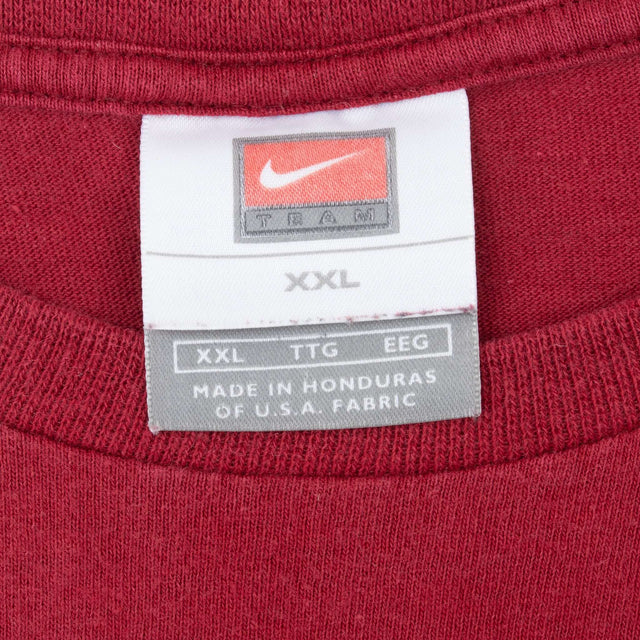 TEAM
XXL
XXL TTG EEG
MADE IN HONDURAS
OF U.S.A. FABRIC